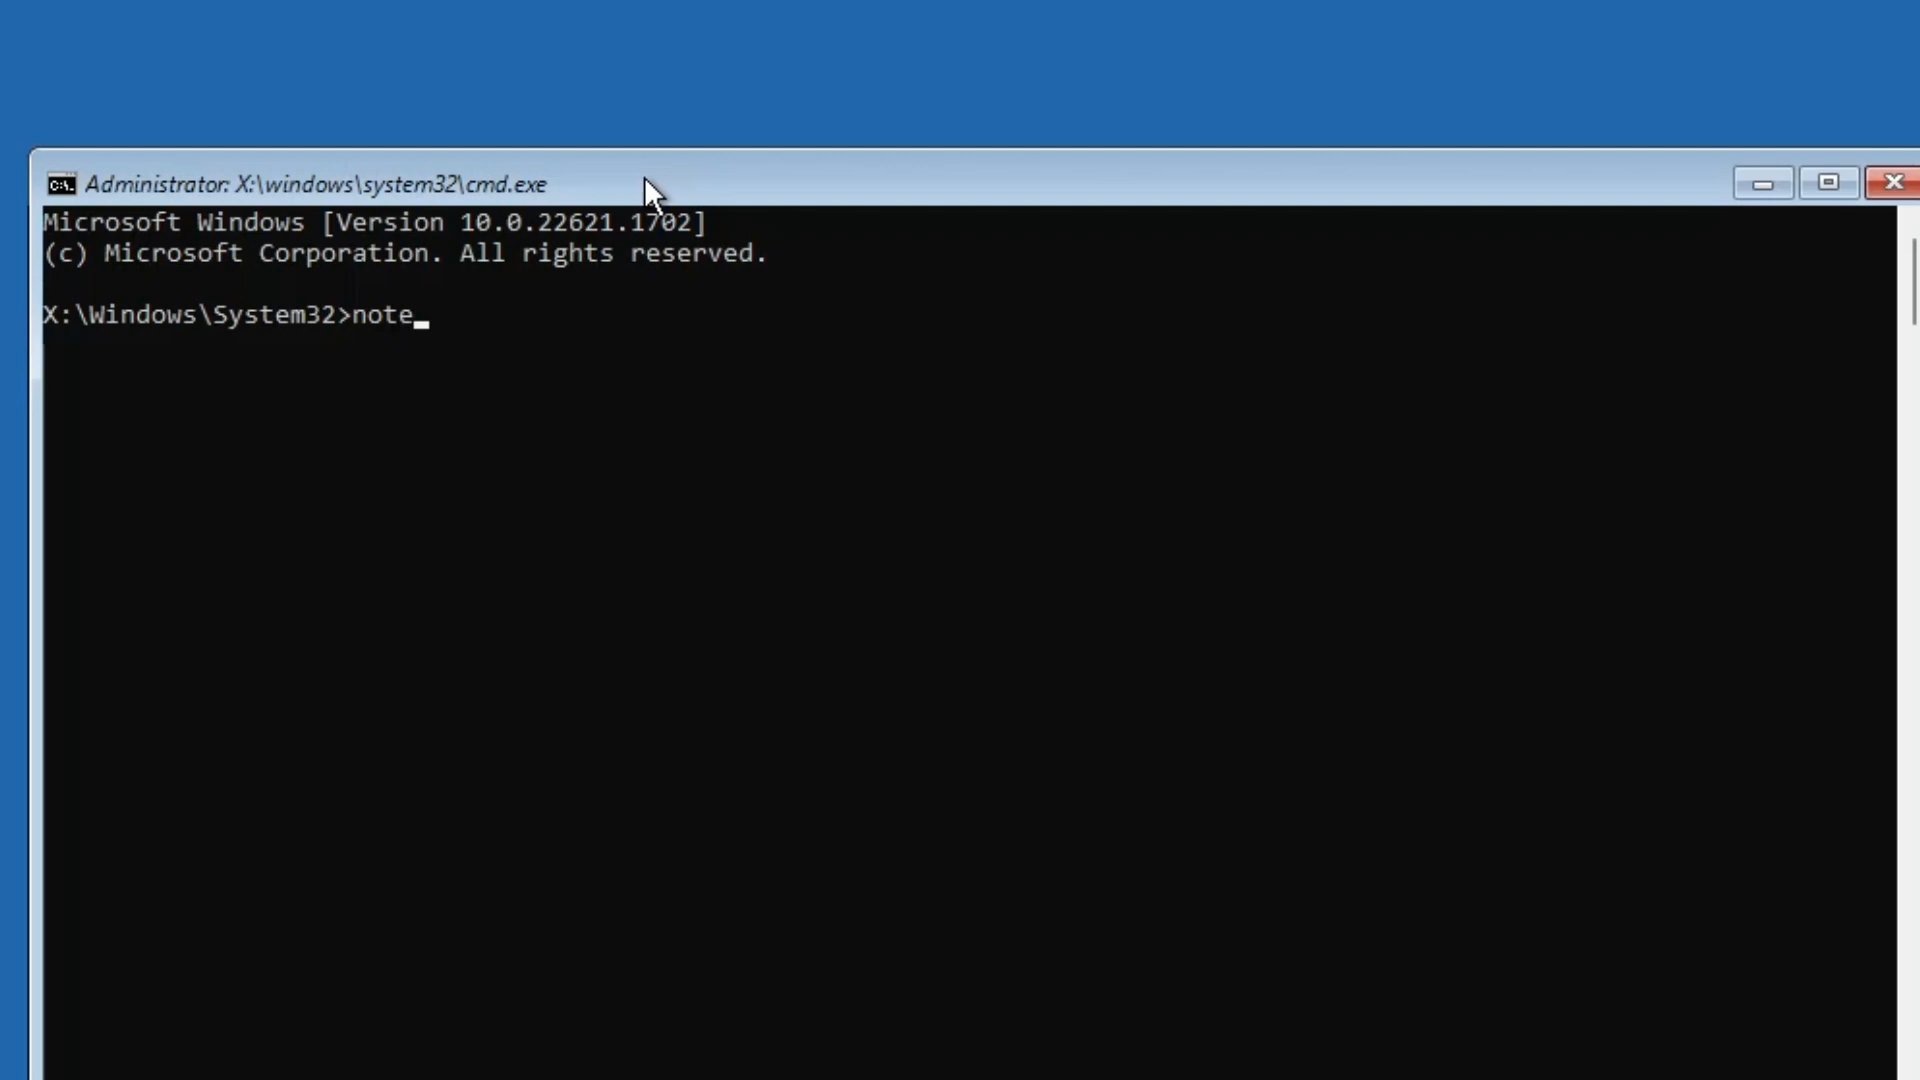 Administrator: X:\windows\system32\cmd.exe
Microsoft Windows [Version 10.0.22621.1702]
(c) Microsoft Corporation. All rights reserved.
X:\Windows\System32>note